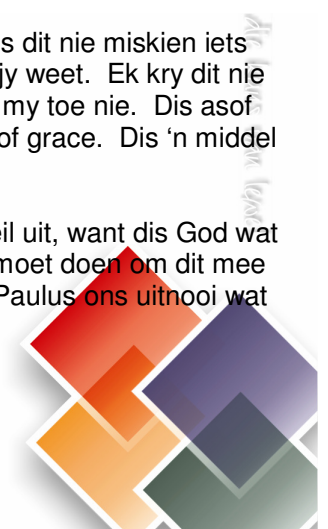 s dit nie miskien iets
jy weet.  Ek kry dit nie
my toe nie.  Dis asof
of grace.  Dis ‘n middel
eil uit, want dis God wat
moet doen om dit mee
Paulus ons uitnooi wat